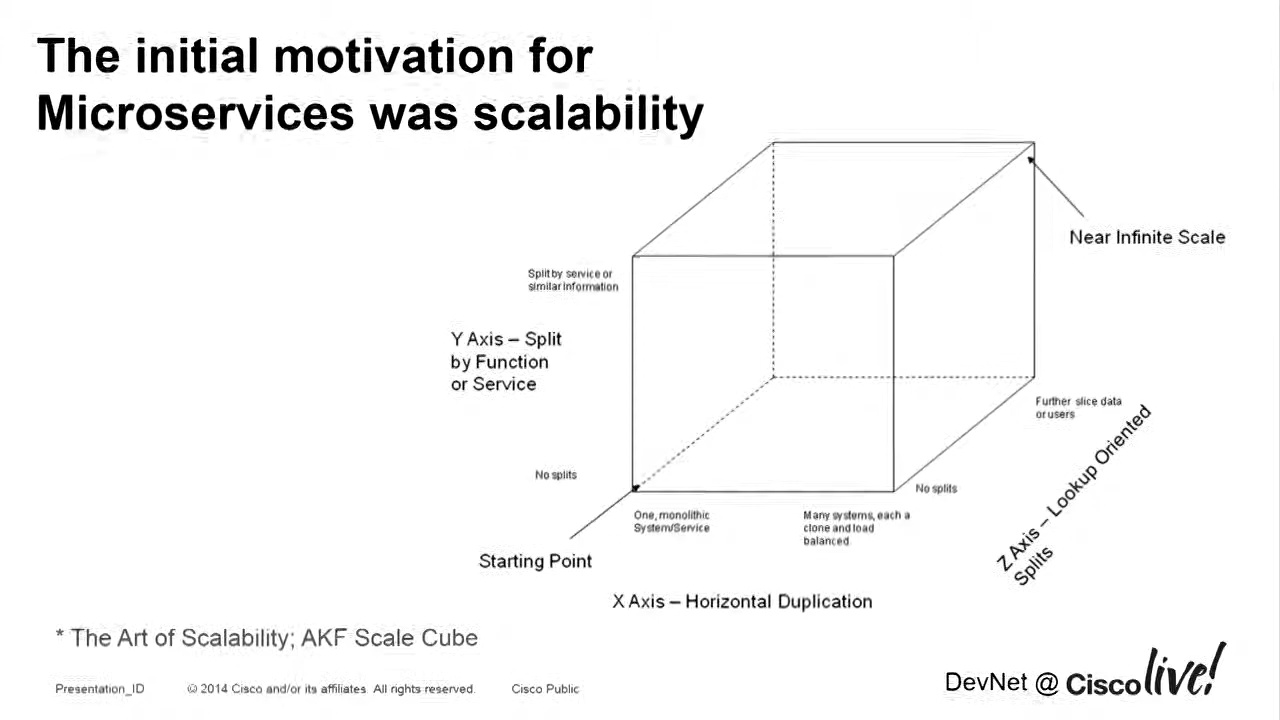 The initial motivation for
Microservices was scalability
Near Infinite Scale
Split by service or
similar information
Y Axis – Split
by Function
or Service
Further slice data
or users
No splits
No splits
One, monolithic
System/Service
Many systems, each a
clone and load
balanced
Z Axis – Lookup Oriented
Splits
Starting Point
X Axis – Horizontal Duplication
* The Art of Scalability; AKF Scale Cube
Presentation_ID © 2014 Cisco and/or its affiliates. All rights reserved. Cisco Public
DevNet @ Cisco live!